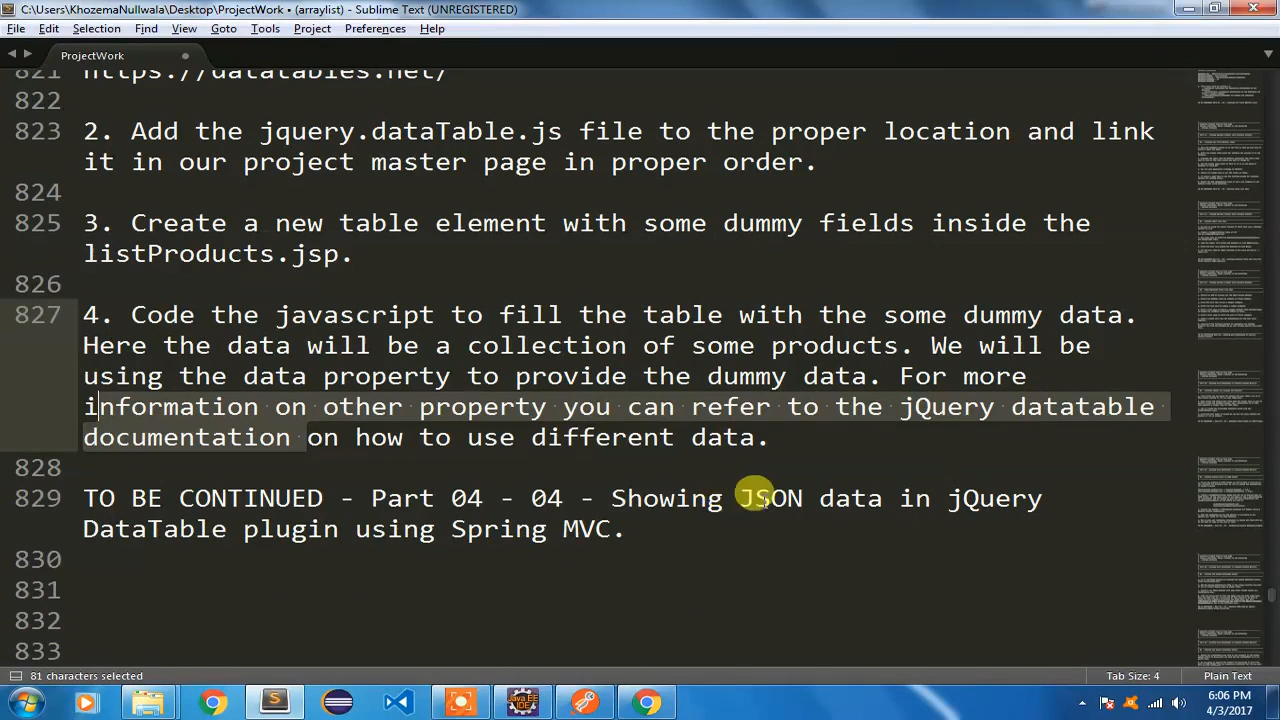 C:\Users\KhozemaNullwala\Desktop\ProjectWork • (arraylist) - Sublime Text (UNREGISTERED)
File Edit Selection Find View Goto Tools Project Preferences Help
ProjectWork
821 https://datatables.net/
822
823 2. Add the jquery.dataTable.js file to the proper location and link
it in our project master page in proper order.
824
825 3. Create a new table element with some dummy fields inside the
listProducts.jsp.
826
827 4. Code the javascript to fill the table with the some dummy data.
Here the data will be a collection of some products. We will be
using the data property to provide the dummy data. For more
information on other property you can refer to the jQuery datatable
documentation on how to use different data.
828
829 TO BE CONTINUED - Part 04 _ 04 - Showing JSON data in jQuery
DataTable plugin using Spring MVC.
830
831
832
833
81 characters selected Tab Size: 4 Plain Text
Java EE
IDE
6:06 PM
4/3/2017